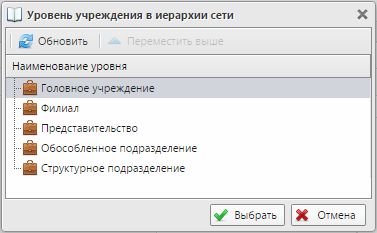 Уровень учреждения в иерархии сети
Обновить Переместить выше
Наименование уровня
Головное учреждение
Филиал
Представительство
Обособленное подразделение
Структурное подразделение
Выбрать Отмена